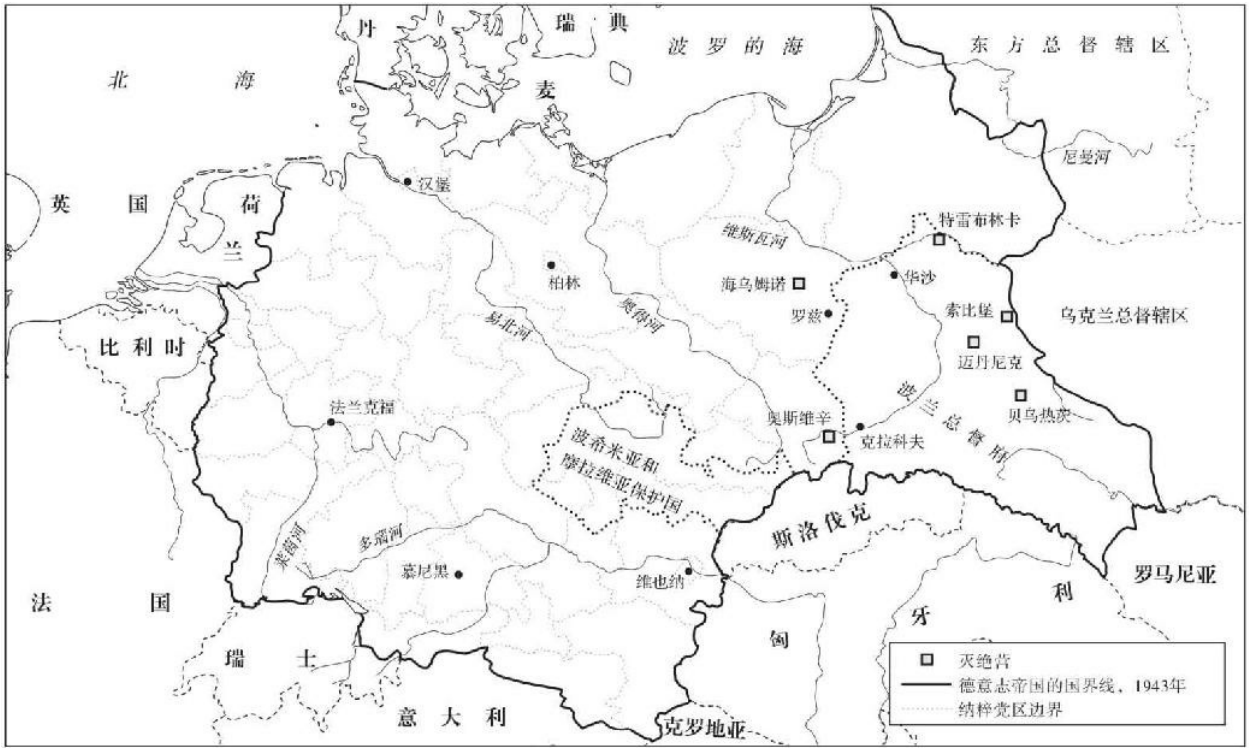 丹
麦
瑞典
波罗的海
东方总督辖区
北海
尼曼河
汉堡
英国
荷
兰
特雷布林卡
维斯瓦河
柏林
海乌姆诺
华沙
奥得河
罗兹
索比堡
乌克兰总督辖区
易北河
比利时
迈丹尼克
法兰克福
奥斯维辛
波兰总督府
贝乌热茨
克拉科夫
波希米亚和
摩拉维亚保护国
斯洛伐克
莱茵河
多瑙河
慕尼黑
维也纳
罗马尼亚
法国
匈
牙
利
瑞士
意大利
克罗地亚
灭绝营
德意志帝国的国界线，1943年
纳粹党区边界